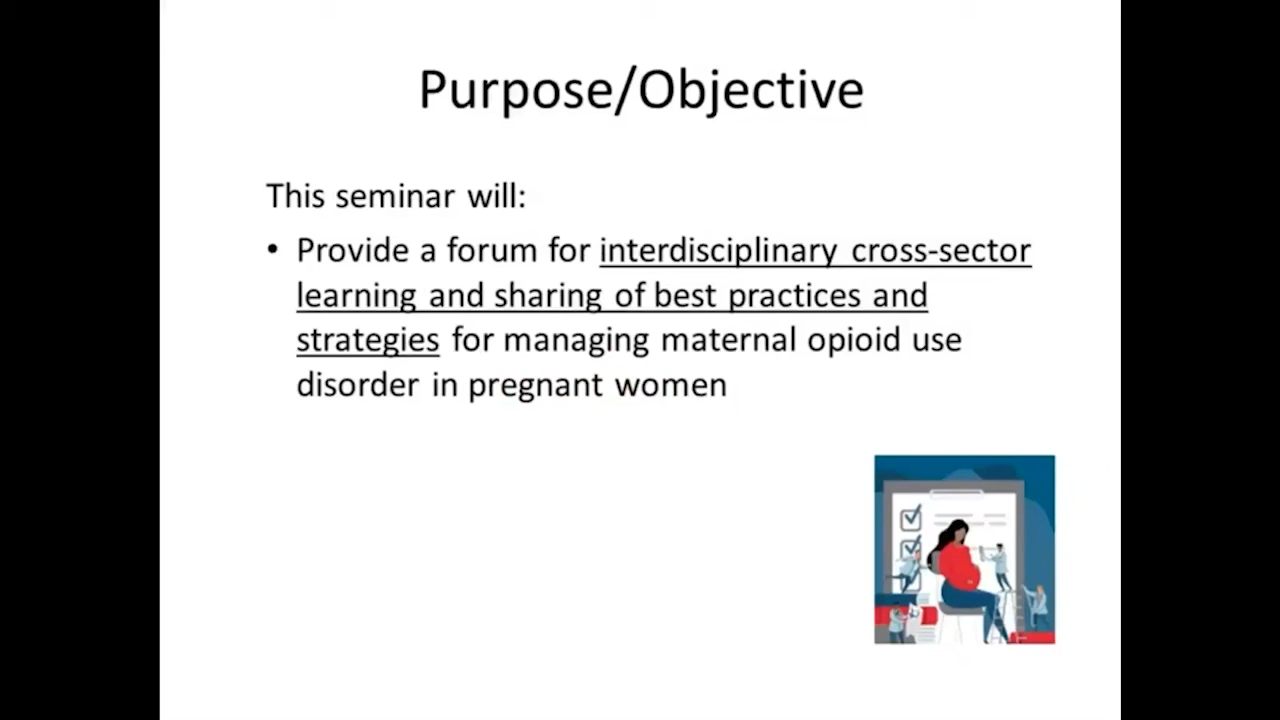 Purpose/Objective
This seminar will:
• Provide a forum for interdisciplinary cross-sector
learning and sharing of best practices and
strategies for managing maternal opioid use
disorder in pregnant women